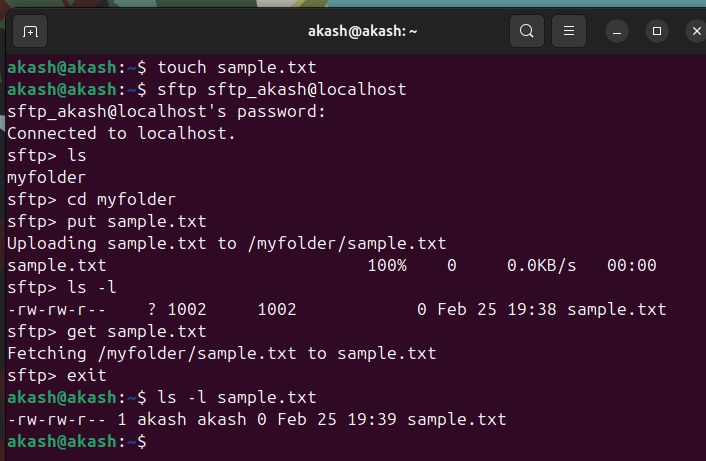 akash@akash: ~
akash@akash:~$ touch sample.txt
akash@akash:~$ sftp sftp_akash@localhost
sftp_akash@localhost's password:
Connected to localhost.
sftp> ls
myfolder
sftp> cd myfolder
sftp> put sample.txt
Uploading sample.txt to /myfolder/sample.txt
sample.txt                          100%    0     0.0KB/s   00:00
sftp> ls -l
-rw-rw-r--    ? 1002     1002            0 Feb 25 19:38 sample.txt
sftp> get sample.txt
Fetching /myfolder/sample.txt to sample.txt
sftp> exit
akash@akash:~$ ls -l sample.txt
-rw-rw-r-- 1 akash akash 0 Feb 25 19:39 sample.txt
akash@akash:~$